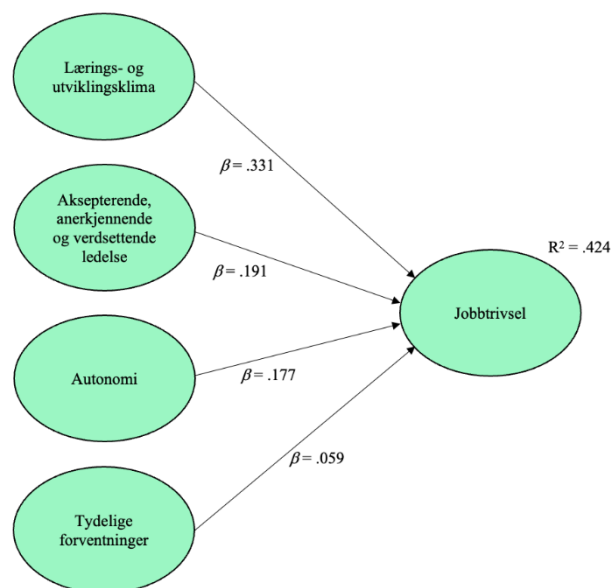 Lærings- og
utviklingsklima
β = .331
Aksepterende,
anerkjennende
og verdsettende
ledelse
R² = .424
β = .191
Jobbtrivsel
Autonomi
β = .177
β = .059
Tydelige
forventninger